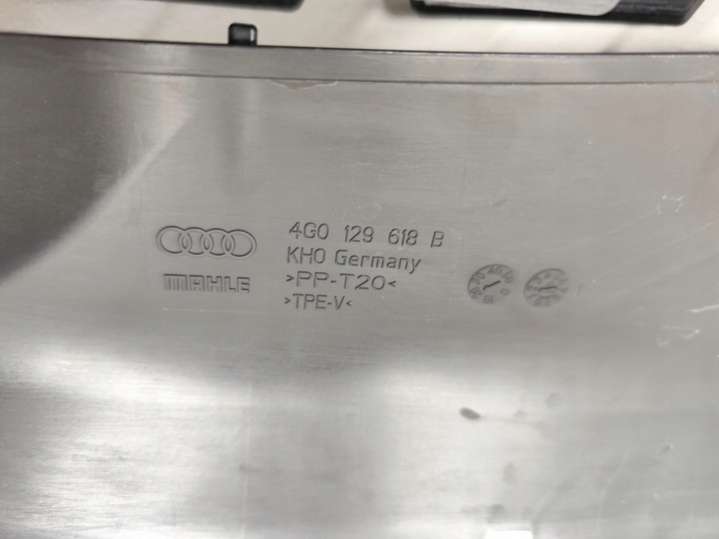 4G0 129 618 B
KHO Germany
MAHLE
>PP-T20<
>TPE-V<